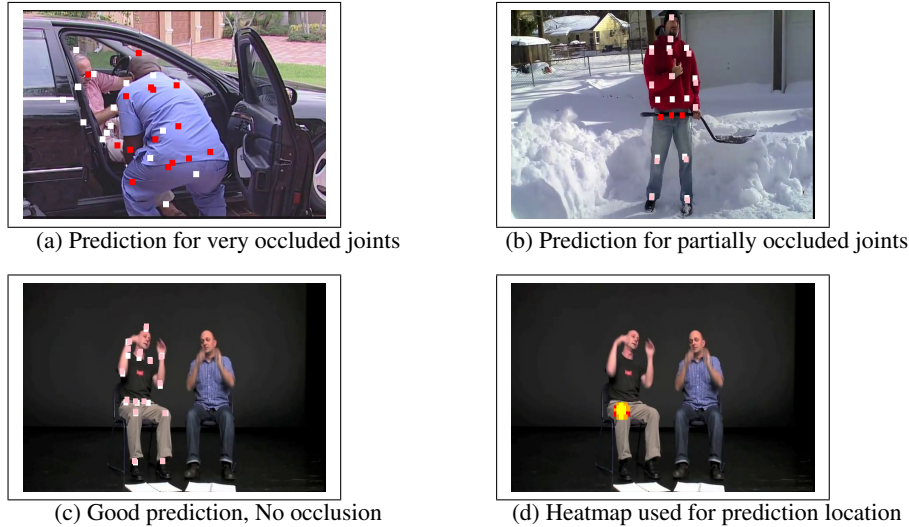 (a) Prediction for very occluded joints
(b) Prediction for partially occluded joints
(c) Good prediction, No occlusion
(d) Heatmap used for prediction location